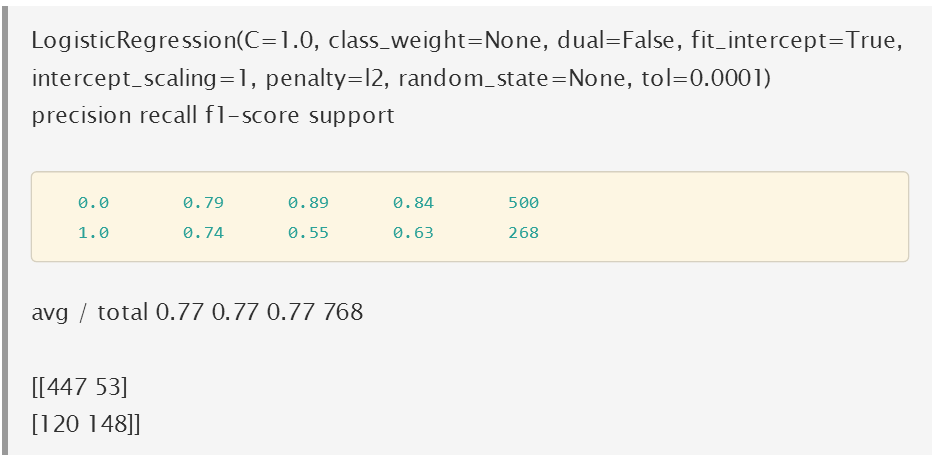 LogisticRegression(C=1.0, class_weight=None, dual=False, fit_intercept=True,
intercept_scaling=1, penalty=l2, random_state=None, tol=0.0001)
precision recall f1-score support
0.0 0.79 0.89 0.84 500
1.0 0.74 0.55 0.63 268
avg / total 0.77 0.77 0.77 768
[[447 53]
[120 148]]